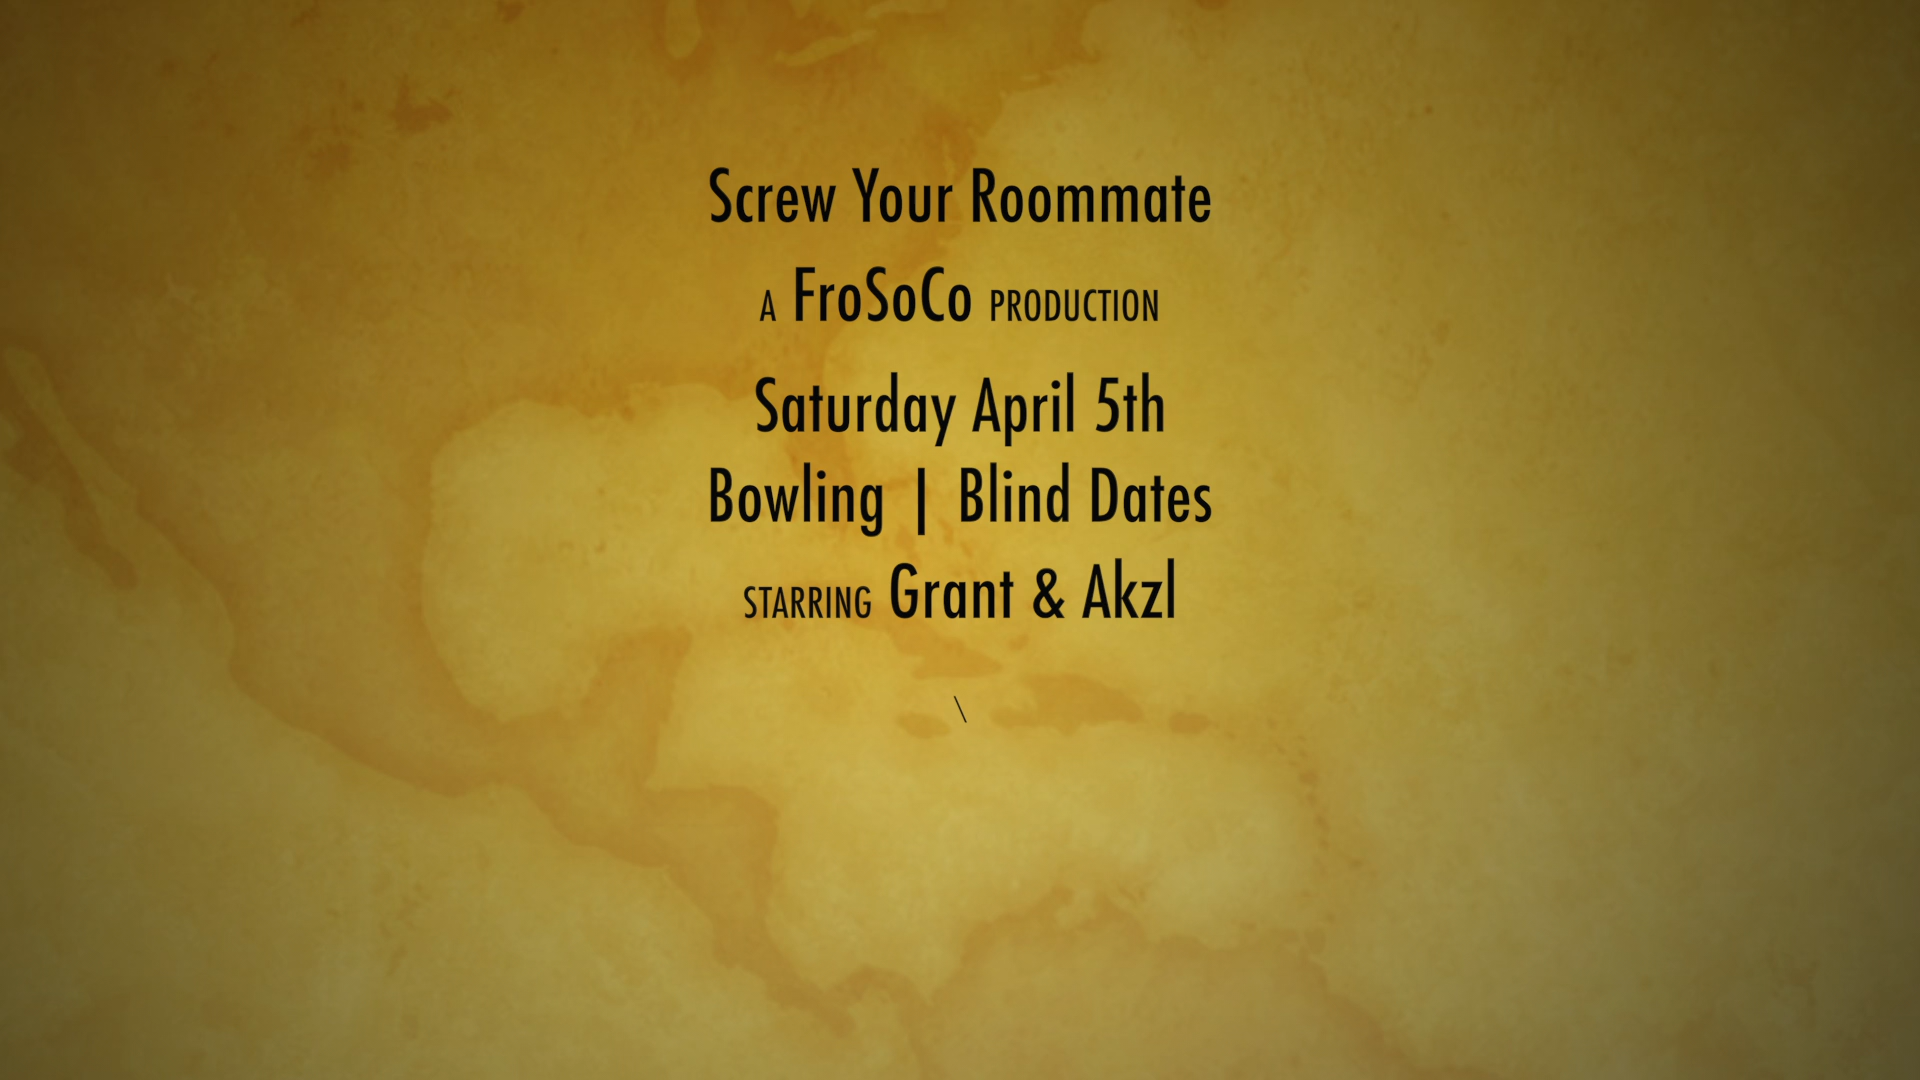 Screw Your Roommate
A FroSoCo PRODUCTION
Saturday April 5th
Bowling | Blind Dates
STARRING Grant & Akzl
\